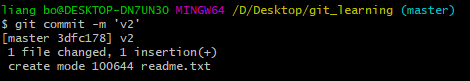 liang bo@DESKTOP-DN7UN3O MINGW64 /D/Desktop/git_learning (master)
$ git commit -m 'v2'
[master 3dfc178] v2
 1 file changed, 1 insertion(+)
 create mode 100644 readme.txt